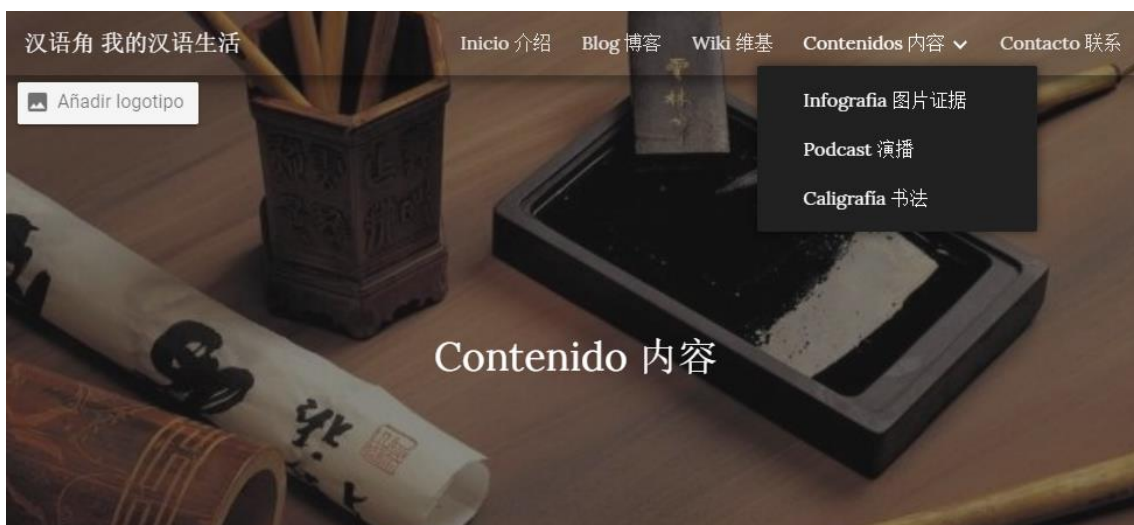 汉语角 我的汉语生活
Inicio 介绍 Blog 博客 Wiki 维基 Contenidos 内容 Contacto 联系
Añadir logotipo
Infografia 图片证据
Podcast 演播
Caligrafía 书法
Contenido 内容